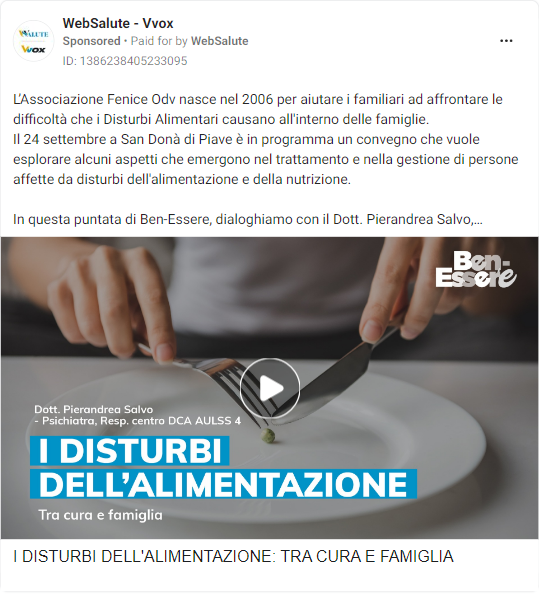 WebSalute - Vvox
Sponsored • Paid for by WebSalute
ID: 1386238405233095
L'Associazione Fenice Odv nasce nel 2006 per aiutare i familiari ad affrontare le
difficoltà che i Disturbi Alimentari causano all'interno delle famiglie.
Il 24 settembre a San Donà di Piave è in programma un convegno che vuole
esplorare alcuni aspetti che emergono nel trattamento e nella gestione di persone
affette da disturbi dell'alimentazione e della nutrizione.
In questa puntata di Ben-Essere, dialoghiamo con il Dott. Pierandrea Salvo,...
Ben-
Essere
Dott. Pierandrea Salvo
- Psichiatra, Resp. centro DCA AULSS 4
I DISTURBI
DELL'ALIMENTAZIONE
Tra cura e famiglia
I DISTURBI DELL'ALIMENTAZIONE: TRA CURA E FAMIGLIA